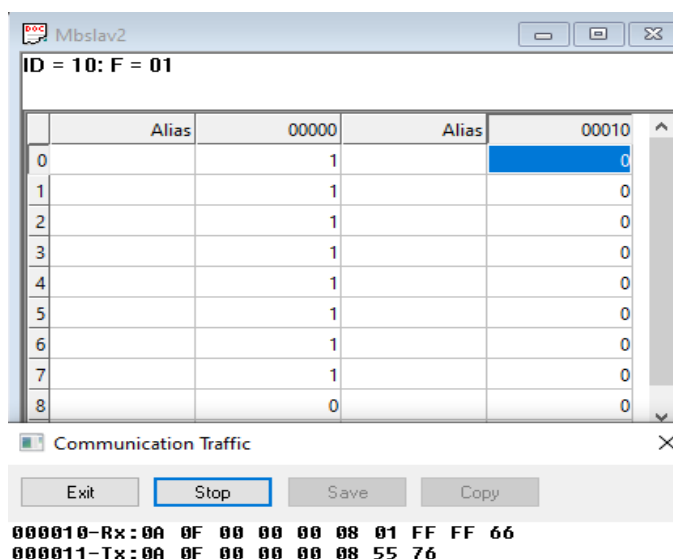 DOC
Mbslav2
ID = 10: F = 01
Alias 00000 Alias 00010
0 1 0
1 1 0
2 1 0
3 1 0
4 1 0
5 1 0
6 1 0
7 1 0
8 0 0
Communication Traffic
Exit Stop Save Copy
000010-Rx:0A 0F 00 00 00 08 01 FF FF 66
000011-Tx:0A 0F 00 00 00 08 55 76